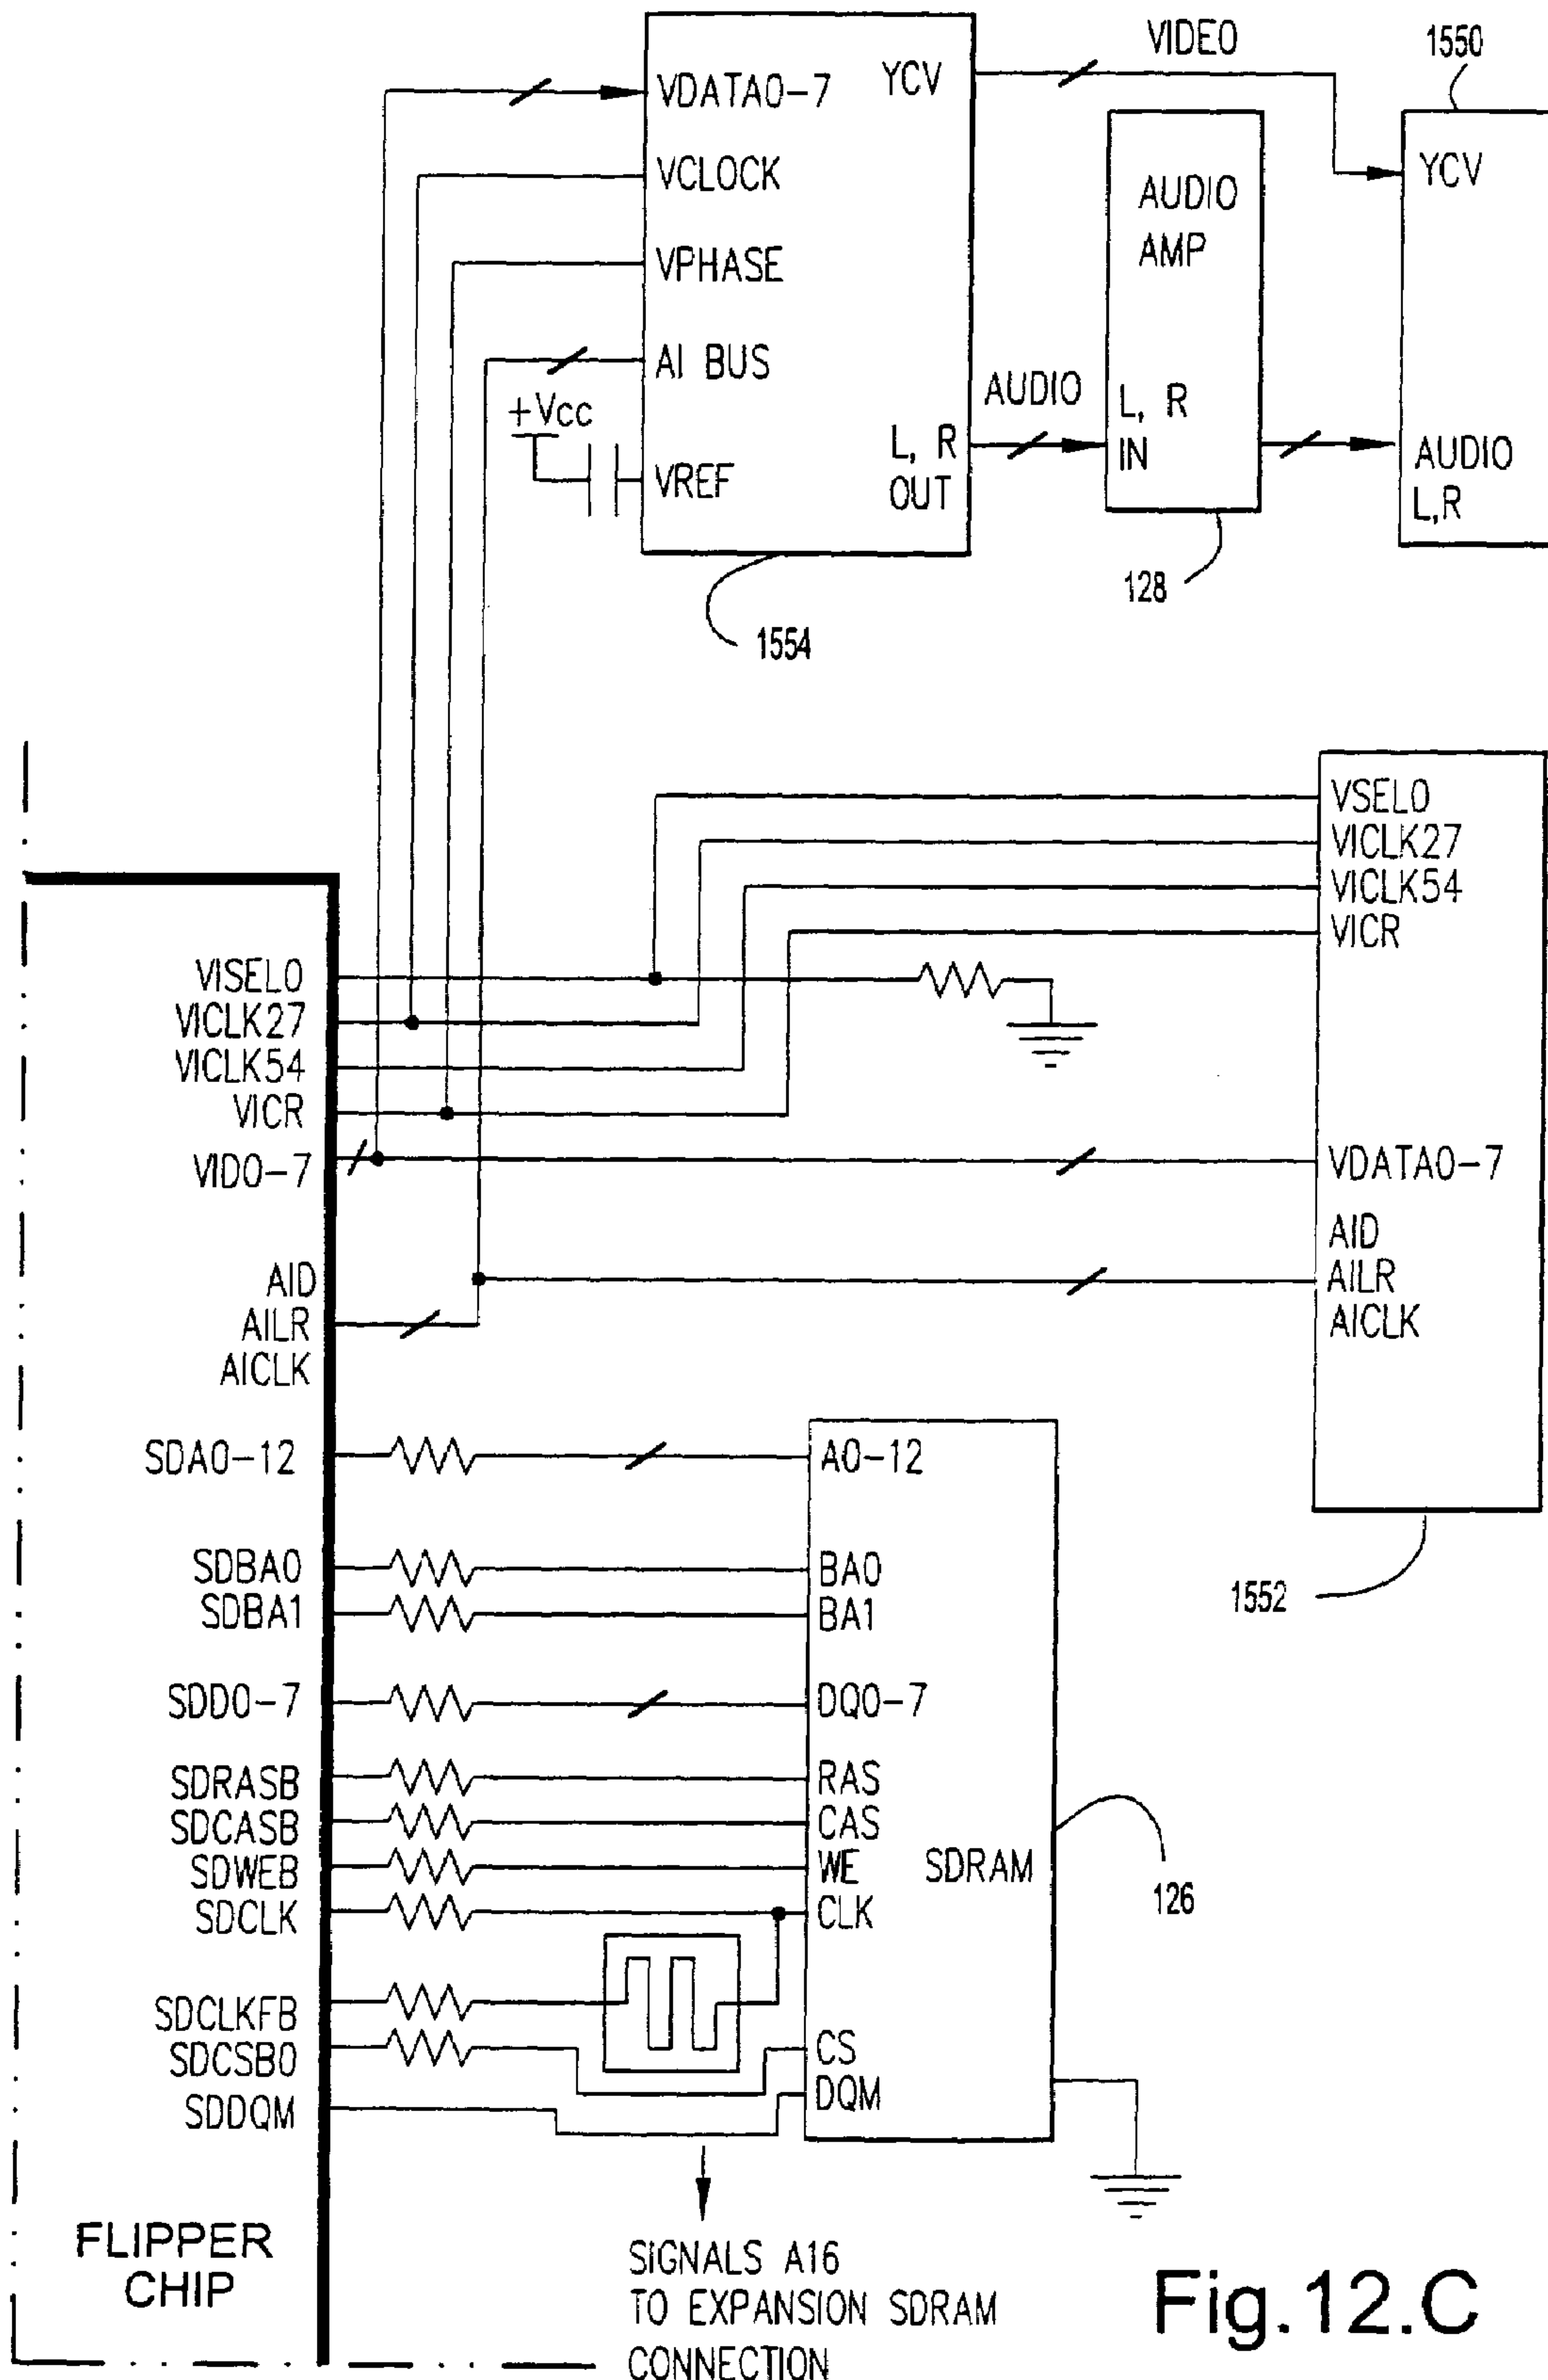 VIDEO
1550
VDATA0-7
YCV
VCLOCK
VPHASE
AI BUS
+Vcc
VREF
L, R
OUT
AUDIO
AUDIO
AMP
L, R
IN
YCV
AUDIO
L,R
128
1554
VISEL0
VICLK27
VICLK54
VICR
VID0-7
AID
AILR
AICLK
VSEL0
VICLK27
VICLK54
VICR
VDATA0-7
AID
AILR
AICLK
1552
SDA0-12
SDBA0
SDBA1
SDD0-7
SDRASB
SDCASB
SDWEB
SDCLK
SDCLKFB
SDCSB0
SDDQM
A0-12
BA0
BA1
DQ0-7
RAS
CAS
WE
CLK
CS
DQM
SDRAM
126
FLIPPER
CHIP
SIGNALS A16
TO EXPANSION SDRAM
CONNECTION
Fig.12.C